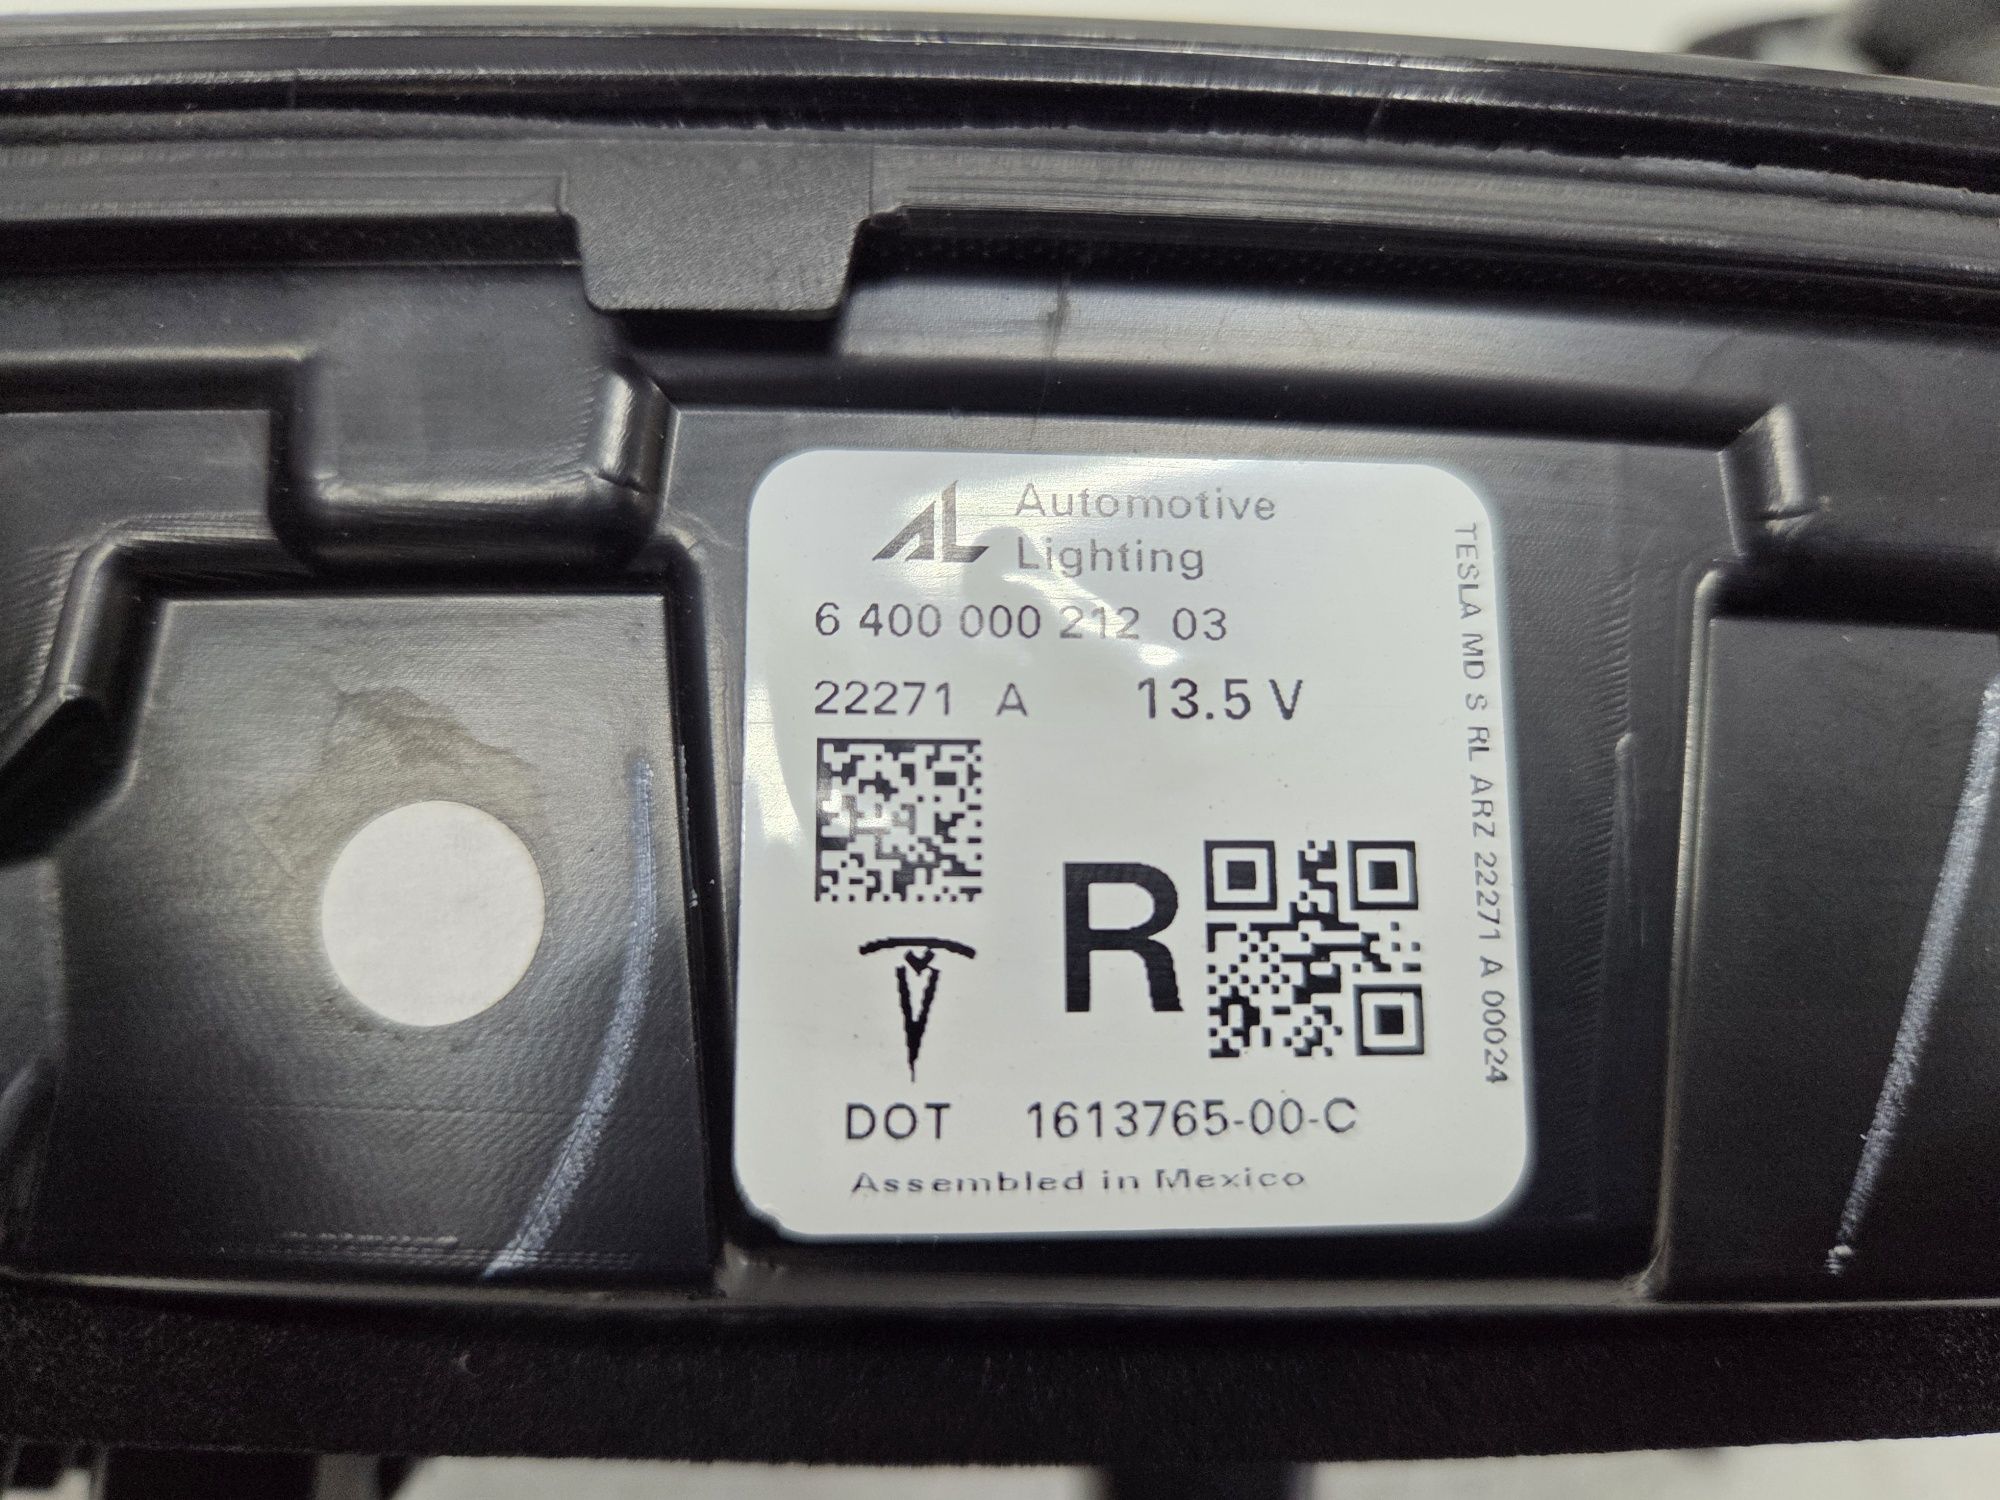 AL Automotive
Lighting
6 400 000 212 03
22271 A 13.5 V
R
DOT 1613765-00-C
Assembled in Mexico
TESLA MD S RL ARZ 22271 A 00024